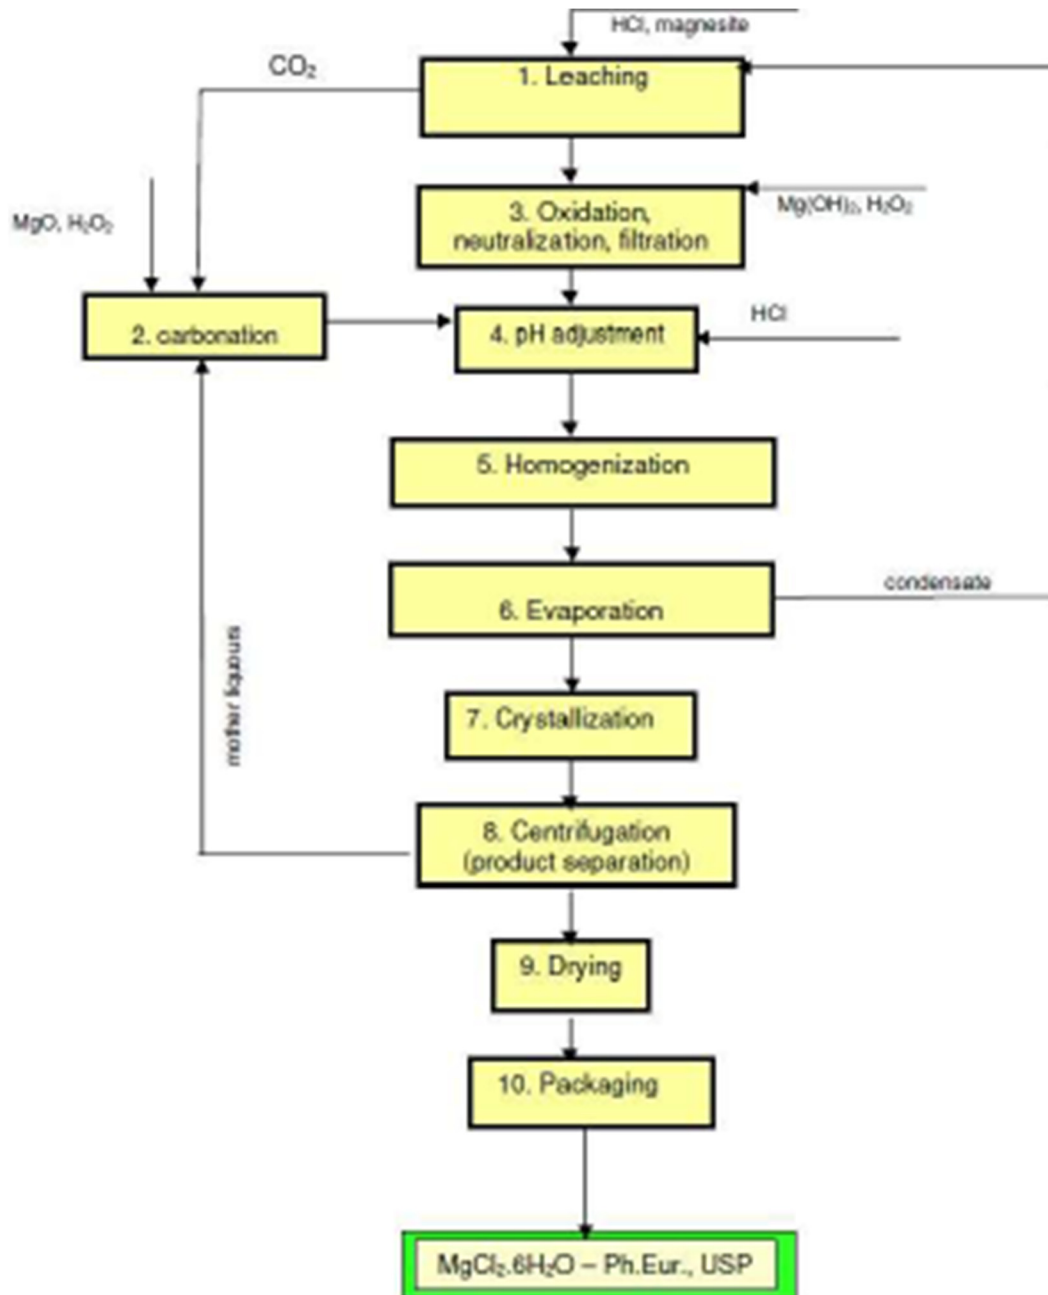 HCl, magnesite
CO₂
1. Leaching
MgO, H₂O₂
3. Oxidation,
neutralization, filtration
Mg(OH)₂, H₂O₂
2. carbonation
4. pH adjustment
HCl
5. Homogenization
6. Evaporation
condensate
mother liquours
7. Crystallization
8. Centrifugation
(product separation)
9. Drying
10. Packaging
MgCl₂.6H₂O – Ph.Eur., USP